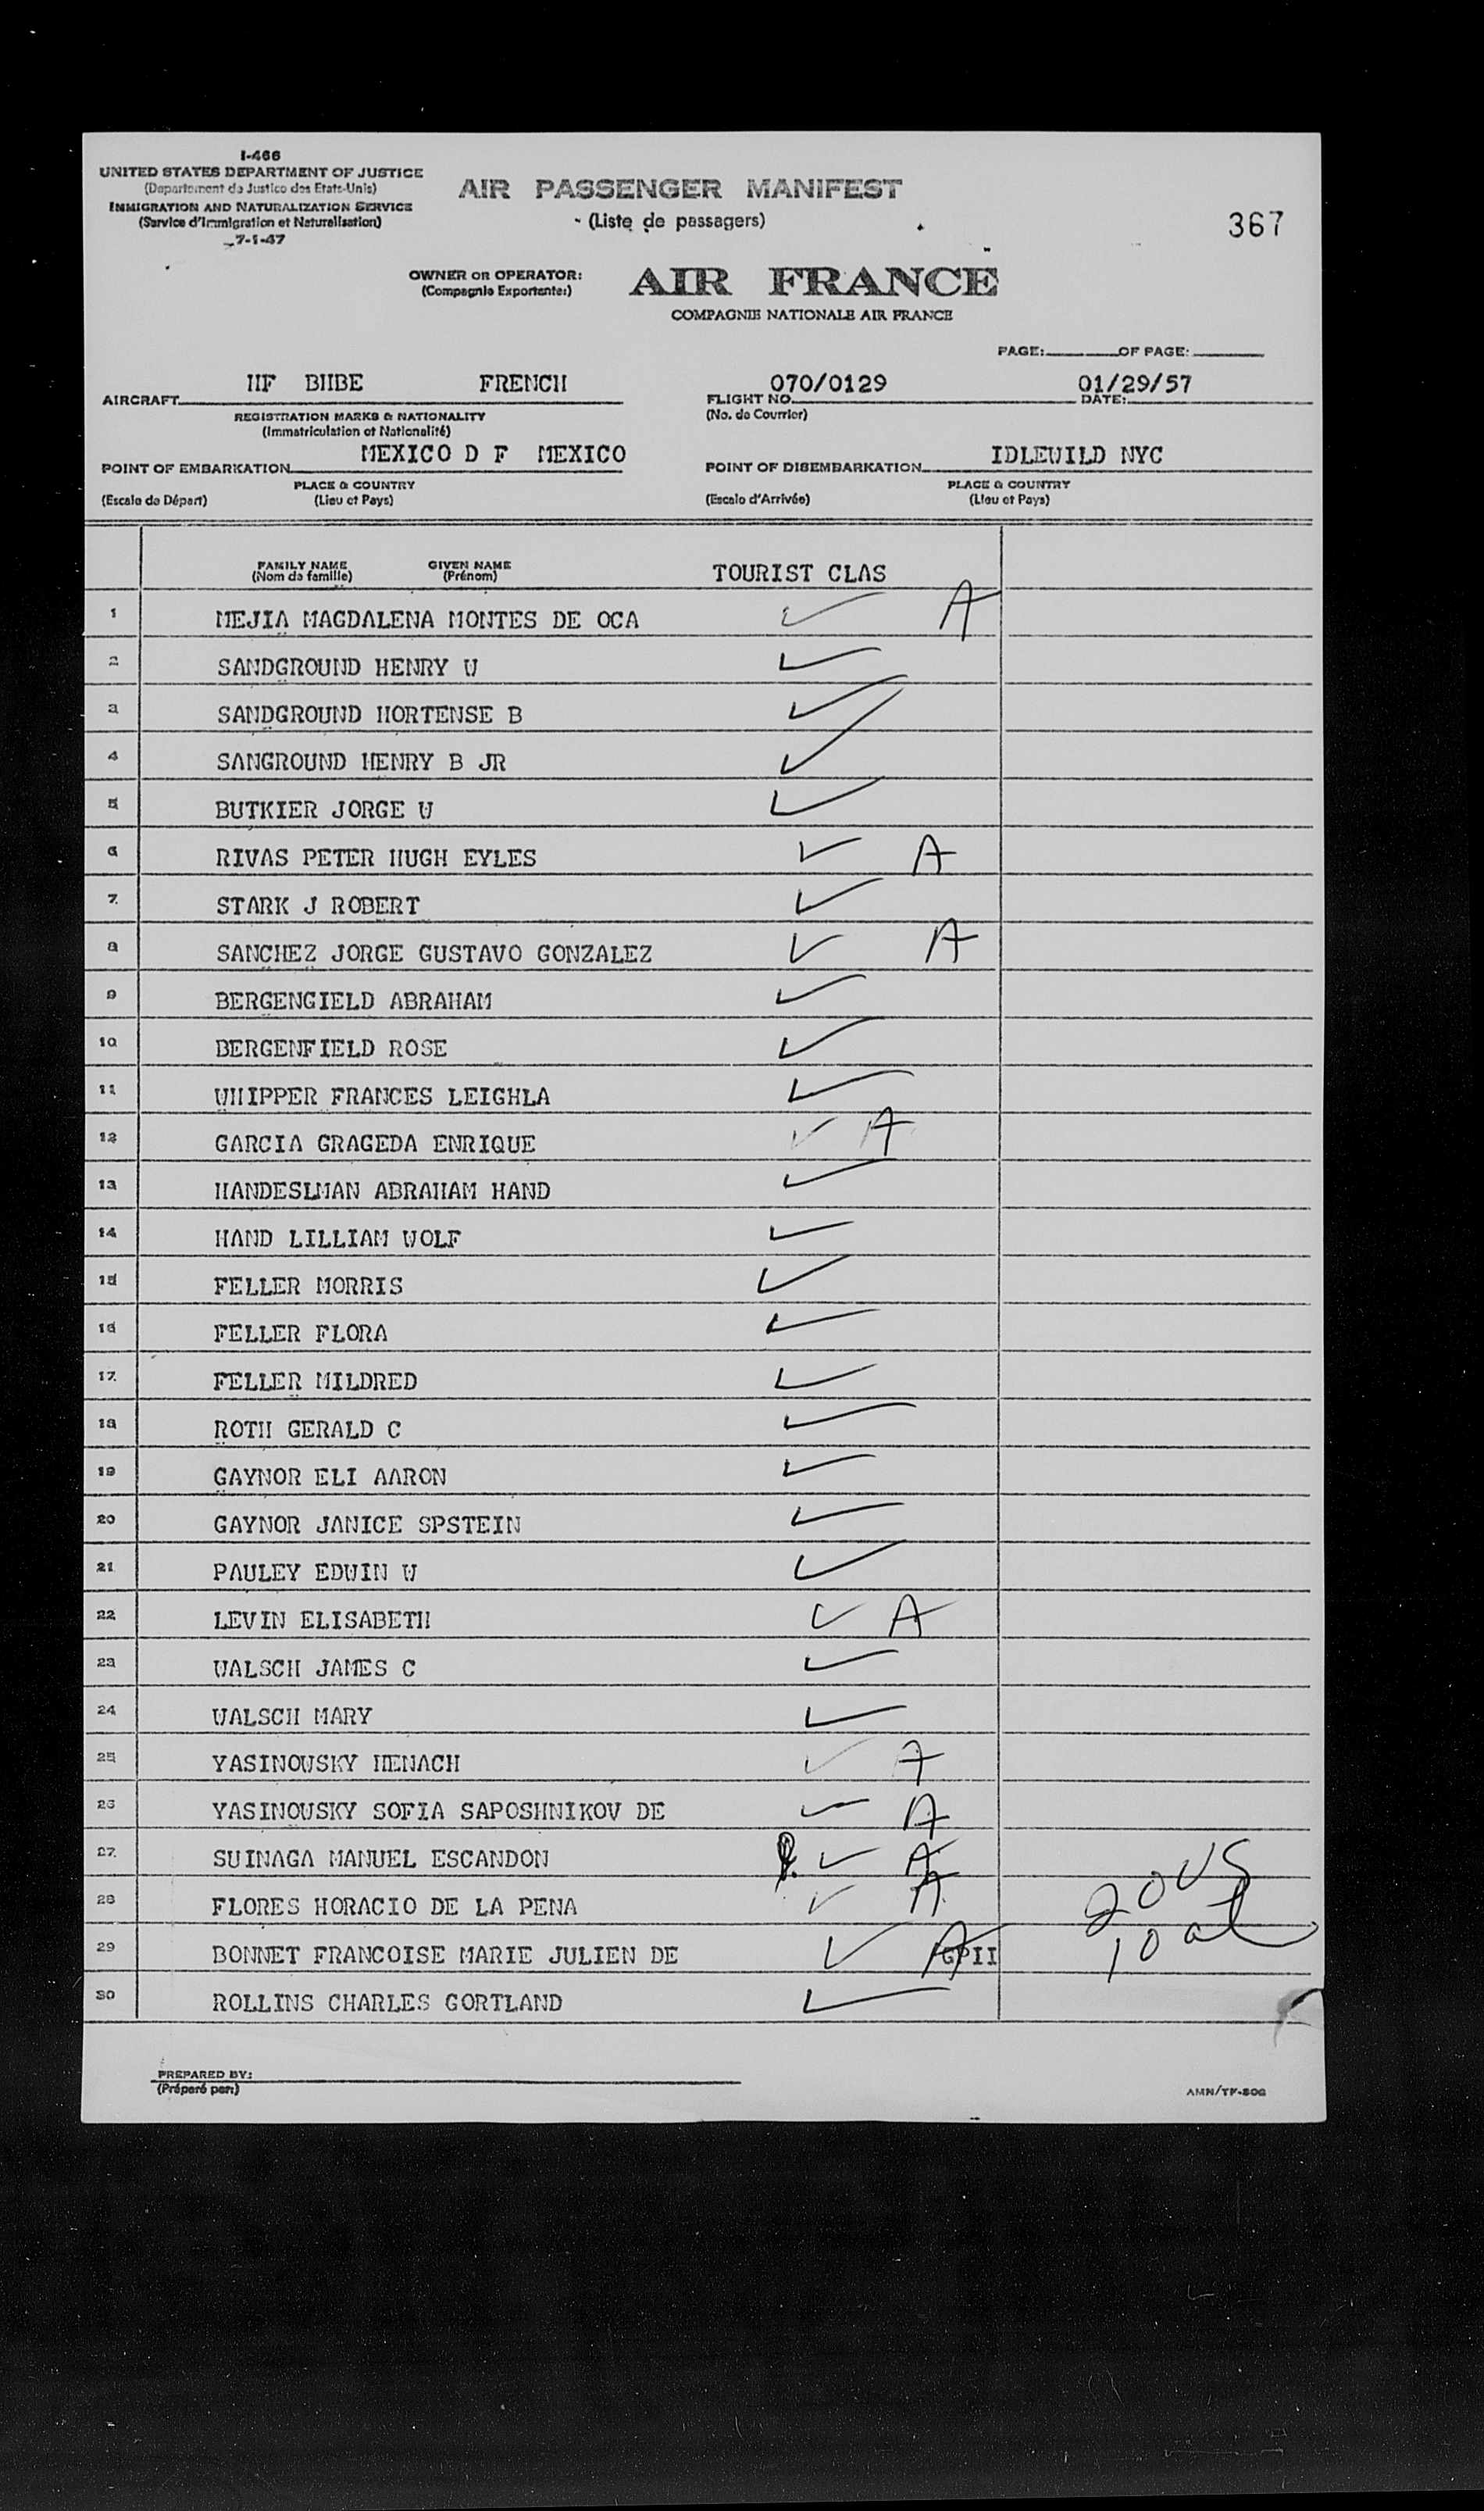 I-466
UNITED STATES DEPARTMENT OF JUSTICE
(Departement de Justice des Etats-Unis)
IMMIGRATION AND NATURALIZATION SERVICE
(Service d'Immigration et Naturalisation)
7-1-47
AIR PASSENGER MANIFEST
(Liste de passagers)
367
OWNER OR OPERATOR: AIR FRANCE
(Compagnie Exportante:)
COMPAGNIE NATIONALE AIR FRANCE
PAGE: OF PAGE:
AIRCRAFT HF BHBE FRENCH
REGISTRATION MARKS & NATIONALITY
(Immatriculation et Nationalité)
FLIGHT NO. 070/0129
(No. de Courrier)
DATE: 01/29/57
POINT OF EMBARKATION MEXICO D F MEXICO
PLACE & COUNTRY
(Escale de Départ) (Lieu et Pays)
POINT OF DISEMBARKATION IDLEWILD NYC
PLACE & COUNTRY
(Escale d'Arrivée) (Lieu et Pays)
FAMILY NAME GIVEN NAME TOURIST CLAS
(Nom de famille) (Prénom)
1 MEJIA MAGDALENA MONTES DE OCA ✓ A
2 SANDGROUND HENRY W ✓
3 SANDGROUND HORTENSE B ✓
4 SANGROUND HENRY B JR ✓
5 BUTKIER JORGE W ✓
6 RIVAS PETER HUGH EYLES ✓ A
7 STARK J ROBERT ✓
8 SANCHEZ JORGE GUSTAVO GONZALEZ ✓ A
9 BERGENGIELD ABRAHAM ✓
10 BERGENFIELD ROSE ✓
11 WHIPPER FRANCES LEIGHLA ✓
12 GARCIA GRAGEDA ENRIQUE ✓ A
13 HANDESLMAN ABRAHAM HAND ✓
14 HAND LILLIAM WOLF ✓
15 FELLER MORRIS ✓
16 FELLER FLORA ✓
17 FELLER MILDRED ✓
18 ROTH GERALD C ✓
19 GAYNOR ELI AARON ✓
20 GAYNOR JANICE SPSTEIN ✓
21 PAULEY EDWIN W ✓
22 LEVIN ELISABETH ✓ A
23 WALSCH JAMES C ✓
24 WALSCH MARY ✓
25 YASINOWSKY HENACH ✓ A
26 YASINOWSKY SOFIA SAPOSHNIKOV DE ✓ A
27 SUINAGA MANUEL ESCANDON ✓ A
28 FLORES HORACIO DE LA PENA ✓ A
20 US
29 BONNET FRANCOISE MARIE JULIEN DE ✓ A
10 al
30 ROLLINS CHARLES GORTLAND ✓
PREPARED BY:
(Préparé par:)